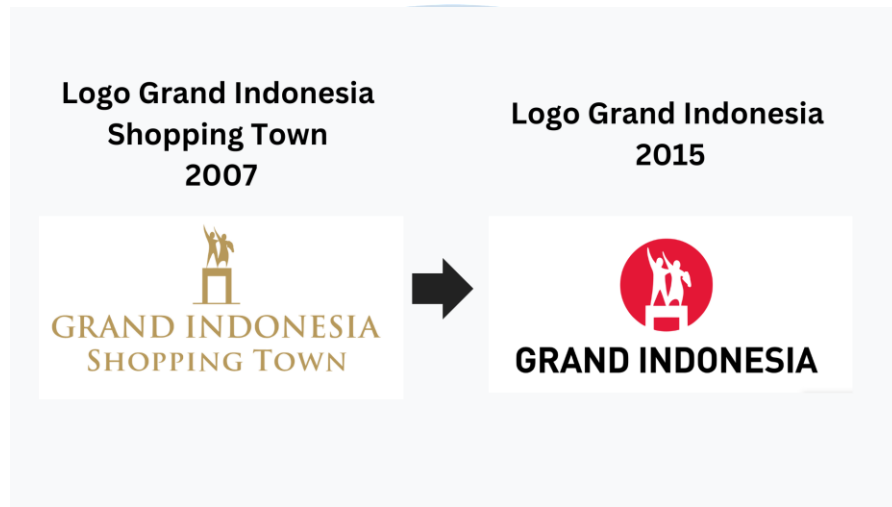 Logo Grand Indonesia
Shopping Town
2007
GRAND INDONESIA
SHOPPING TOWN
Logo Grand Indonesia
2015
GRAND INDONESIA